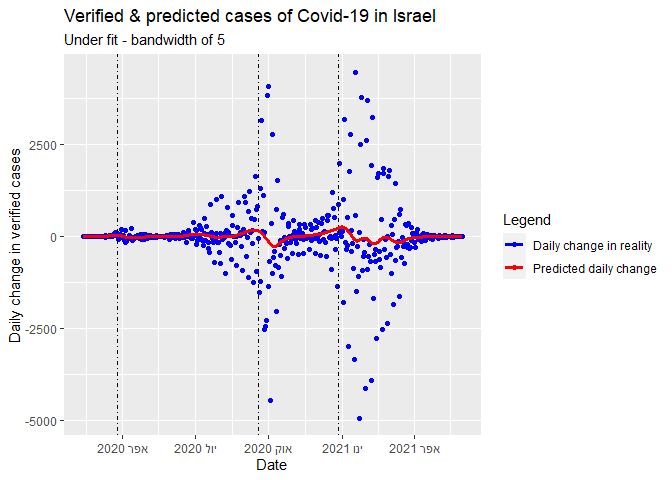 Verified & predicted cases of Covid-19 in Israel
Under fit - bandwidth of 5
Daily change in verified cases
2500
0
-2500
-5000
אפר 2020
יול 2020
אוק 2020
ינו 2021
אפר 2021
Date
Legend
Daily change in reality
Predicted daily change